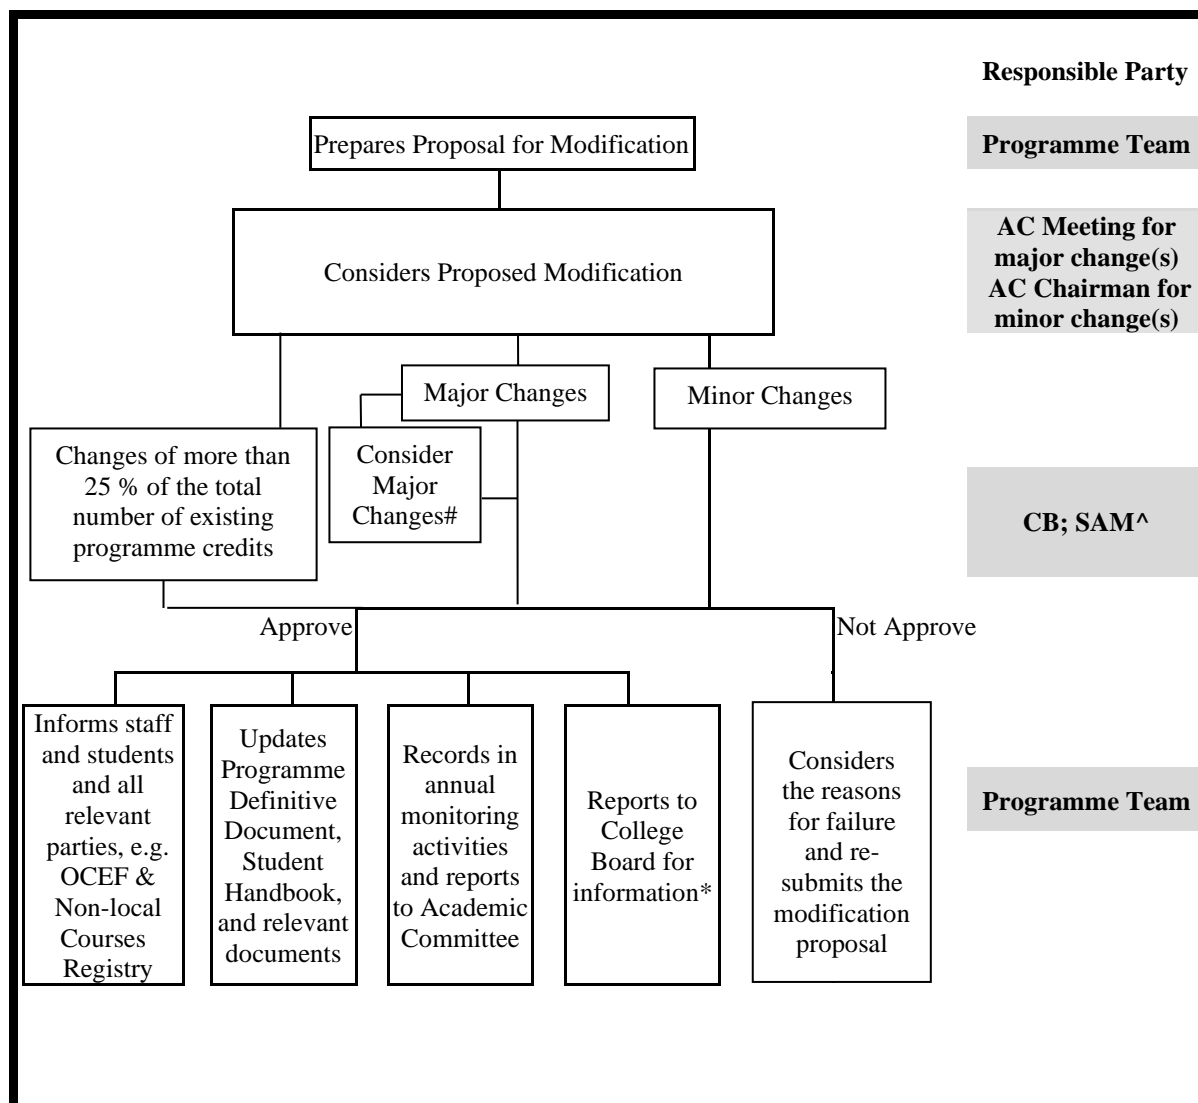 Responsible Party
Prepares Proposal for Modification
Programme Team
Considers Proposed Modification
AC Meeting for
major change(s)
AC Chairman for
minor change(s)
Major Changes
Minor Changes
Changes of more than
25 % of the total
number of existing
programme credits
Consider
Major
Changes#
CB; SAM^
Approve
Not Approve
Informs staff
and students
and all
relevant
parties, e.g.
OCEF &
Non-local
Courses
Registry
Updates
Programme
Definitive
Document,
Student
Handbook,
and relevant
documents
Records in
annual
monitoring
activities
and reports
to Academic
Committee
Reports to
College
Board for
information*
Considers
the reasons
for failure
and re-
submits the
modification
proposal
Programme Team